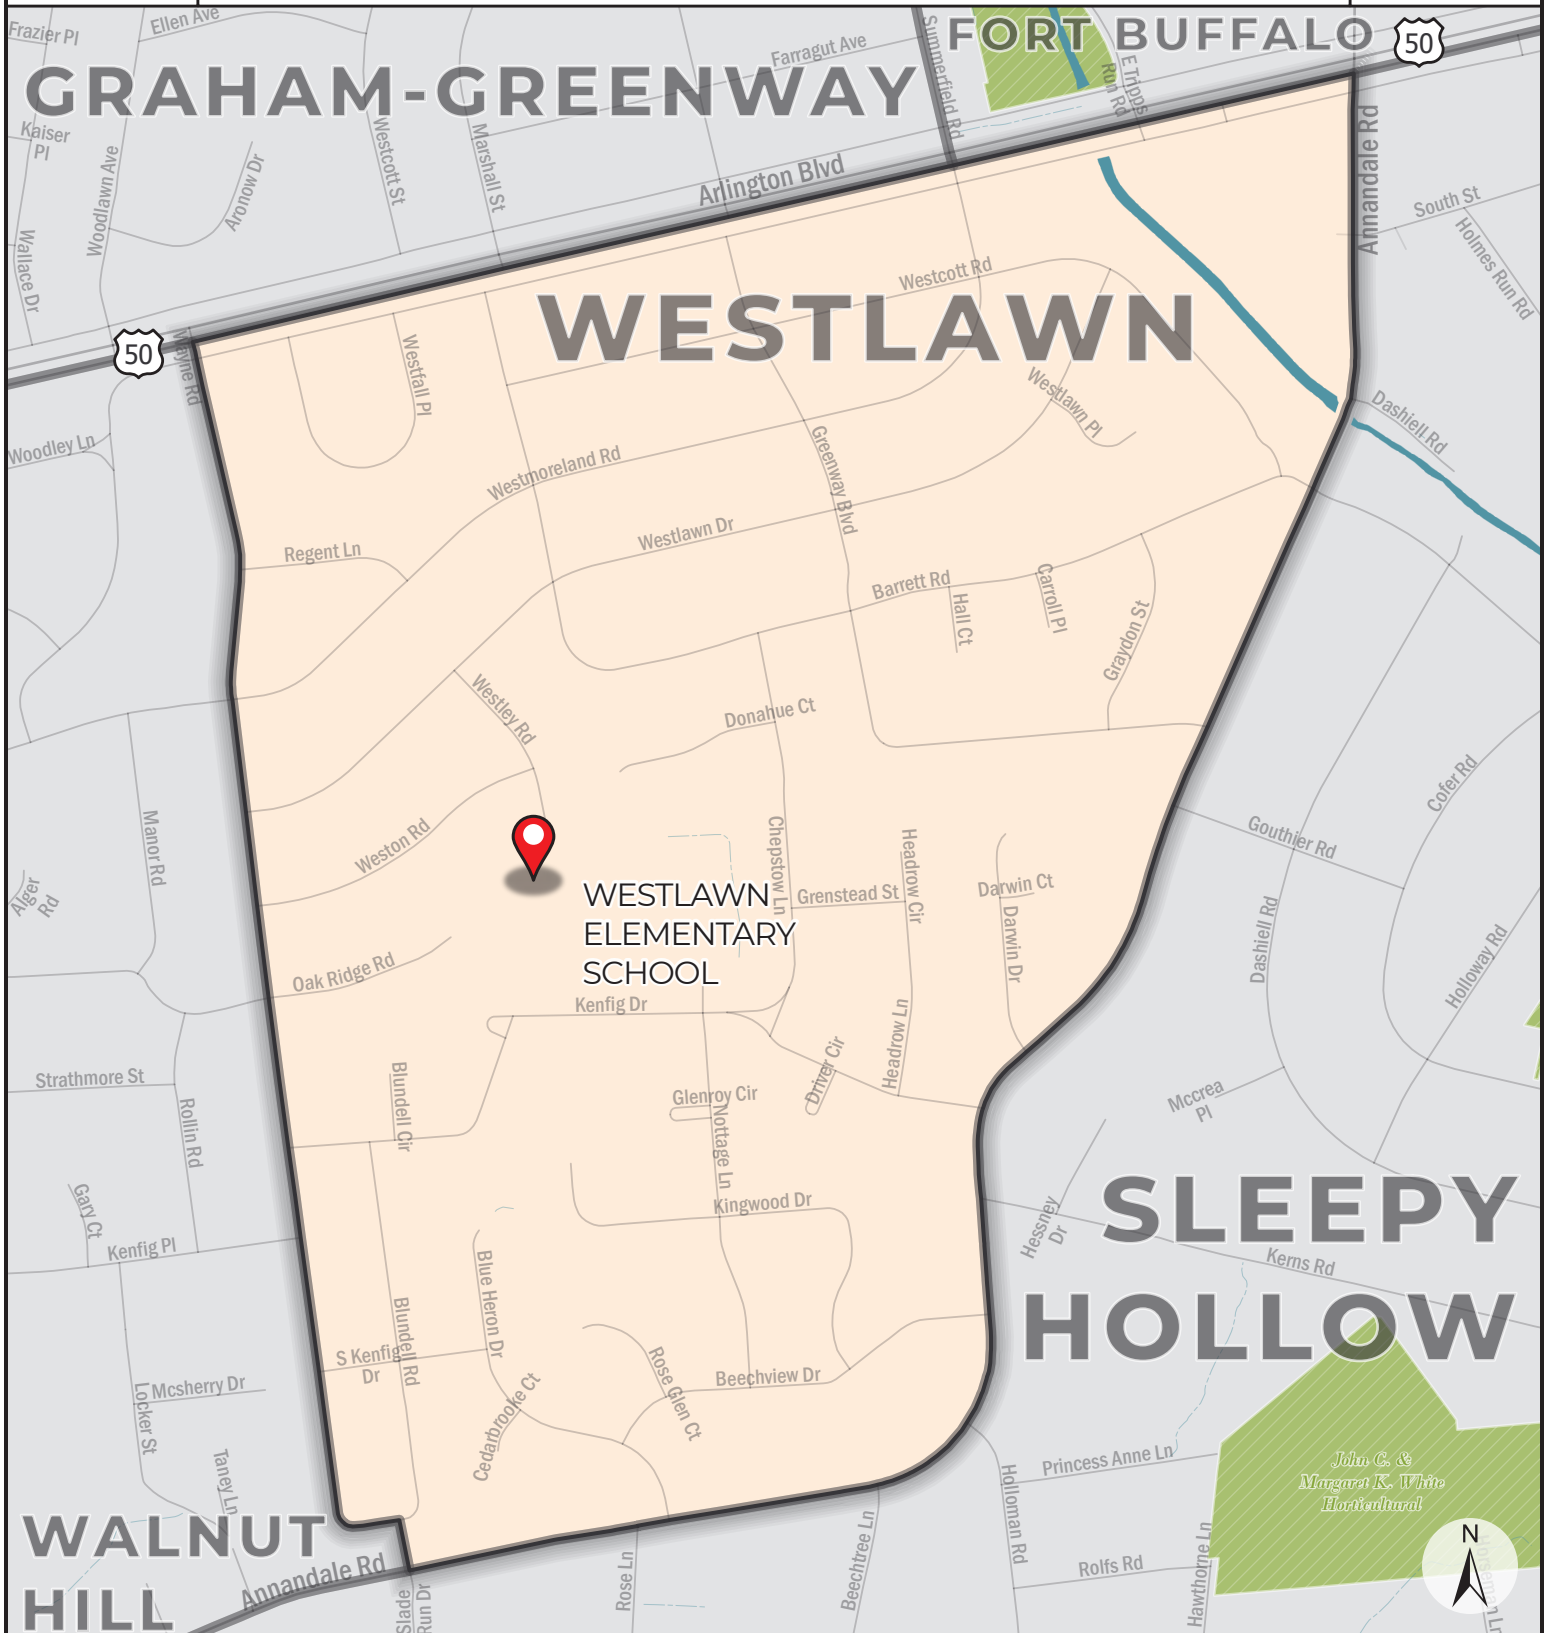 Frazier Pl
Ellen Ave
Farragut Ave
Summerfield Rd
FORT BUFFALO
50
GRAHAM-GREENWAY
E Tripps
Run Rd
Kaiser
Pl
Woodlawn Ave
Aronow Dr
Westcott St
Marshall St
Arlington Blvd
Annandale Rd
South St
Holmes Run Rd
Wallace Dr
Westcott Rd
WESTLAWN
50
Wayne Rd
Westfall Pl
Westlawn Pl
Dashiell Rd
Woodley Ln
Westmoreland Rd
Greenway Blvd
Westlawn Dr
Regent Ln
Barrett Rd
Hall Ct
Carroll Pl
Graydon St
Westley Rd
Donahue Ct
Cofer Rd
Manor Rd
Weston Rd
Chepstow Ln
Headrow Cir
Gouthier Rd
Alger
Rd
WESTLAWN
ELEMENTARY
SCHOOL
Grenstead St
Darwin Ct
Darwin Dr
Dashiell Rd
Holloway Rd
Oak Ridge Rd
Kenfig Dr
Headrow Ln
Driver Cir
Strathmore St
Blundell Cir
Glenroy Cir
Nottage Ln
Mccrea
Pl
Rollin Rd
Gary Ct
Kenfig Pl
Kingwood Dr
Hessney
Dr
SLEEPY
HOLLOW
Kerns Rd
Blue Heron Dr
Blundell Rd
S Kenfig
Dr
Rose Glen Ct
Beechview Dr
Mcsherry Dr
Locker St
Cedarbrooke Ct
Taney Ln
Princess Anne Ln
Holloman Rd
John C. &
Margaret K. White
Horticultural
WALNUT
HILL
Annandale Rd
Slade
Run Dr
Rose Ln
Beechtree Ln
Rolfs Rd
Hawthorne Ln
N
Horseman Ln